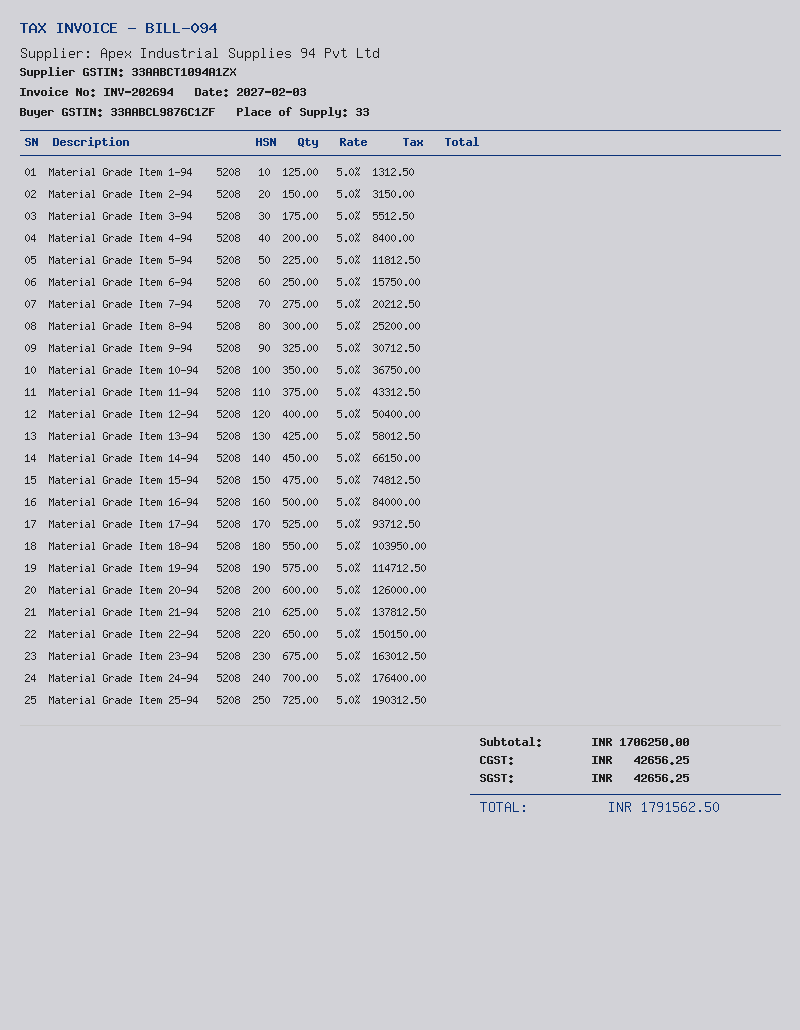 TAX INVOICE - BILL-094
Supplier: Apex Industrial Supplies 94 Pvt Ltd
Supplier GSTIN: 33AABCT1094A1ZX
Invoice No: INV-202694 Date: 2027-02-03
Buyer GSTIN: 33AABCL9876C1ZF Place of Supply: 33
SN Description HSN Qty Rate Tax Total
01 Material Grade Item 1-94 5208 10 125.00 5.0% 1312.50
02 Material Grade Item 2-94 5208 20 150.00 5.0% 3150.00
03 Material Grade Item 3-94 5208 30 175.00 5.0% 5512.50
04 Material Grade Item 4-94 5208 40 200.00 5.0% 8400.00
05 Material Grade Item 5-94 5208 50 225.00 5.0% 11812.50
06 Material Grade Item 6-94 5208 60 250.00 5.0% 15750.00
07 Material Grade Item 7-94 5208 70 275.00 5.0% 20212.50
08 Material Grade Item 8-94 5208 80 300.00 5.0% 25200.00
09 Material Grade Item 9-94 5208 90 325.00 5.0% 30712.50
10 Material Grade Item 10-94 5208 100 350.00 5.0% 36750.00
11 Material Grade Item 11-94 5208 110 375.00 5.0% 43312.50
12 Material Grade Item 12-94 5208 120 400.00 5.0% 50400.00
13 Material Grade Item 13-94 5208 130 425.00 5.0% 58012.50
14 Material Grade Item 14-94 5208 140 450.00 5.0% 66150.00
15 Material Grade Item 15-94 5208 150 475.00 5.0% 74812.50
16 Material Grade Item 16-94 5208 160 500.00 5.0% 84000.00
17 Material Grade Item 17-94 5208 170 525.00 5.0% 93712.50
18 Material Grade Item 18-94 5208 180 550.00 5.0% 103950.00
19 Material Grade Item 19-94 5208 190 575.00 5.0% 114712.50
20 Material Grade Item 20-94 5208 200 600.00 5.0% 126000.00
21 Material Grade Item 21-94 5208 210 625.00 5.0% 137812.50
22 Material Grade Item 22-94 5208 220 650.00 5.0% 150150.00
23 Material Grade Item 23-94 5208 230 675.00 5.0% 163012.50
24 Material Grade Item 24-94 5208 240 700.00 5.0% 176400.00
25 Material Grade Item 25-94 5208 250 725.00 5.0% 190312.50
Subtotal: INR 1706250.00
CGST: INR 42656.25
SGST: INR 42656.25
TOTAL: INR 1791562.50